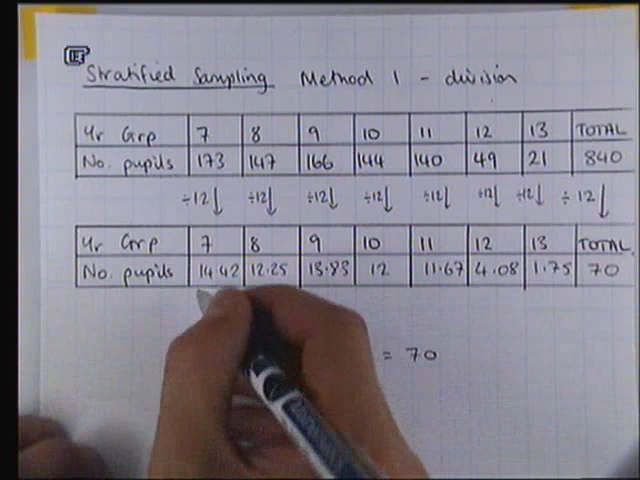 Stratified Sampling Method 1 - division
Yr Grp 7 8 9 10 11 12 13 TOTAL
No. pupils 173 147 166 144 140 49 21 840
÷12↓ ÷12↓ ÷12↓ ÷12↓ ÷12↓ ÷12↓ ÷12↓ ÷12↓
Yr Grp 7 8 9 10 11 12 13 TOTAL
No. pupils 14.42 12.25 13.83 12 11.67 4.08 1.75 70
= 70